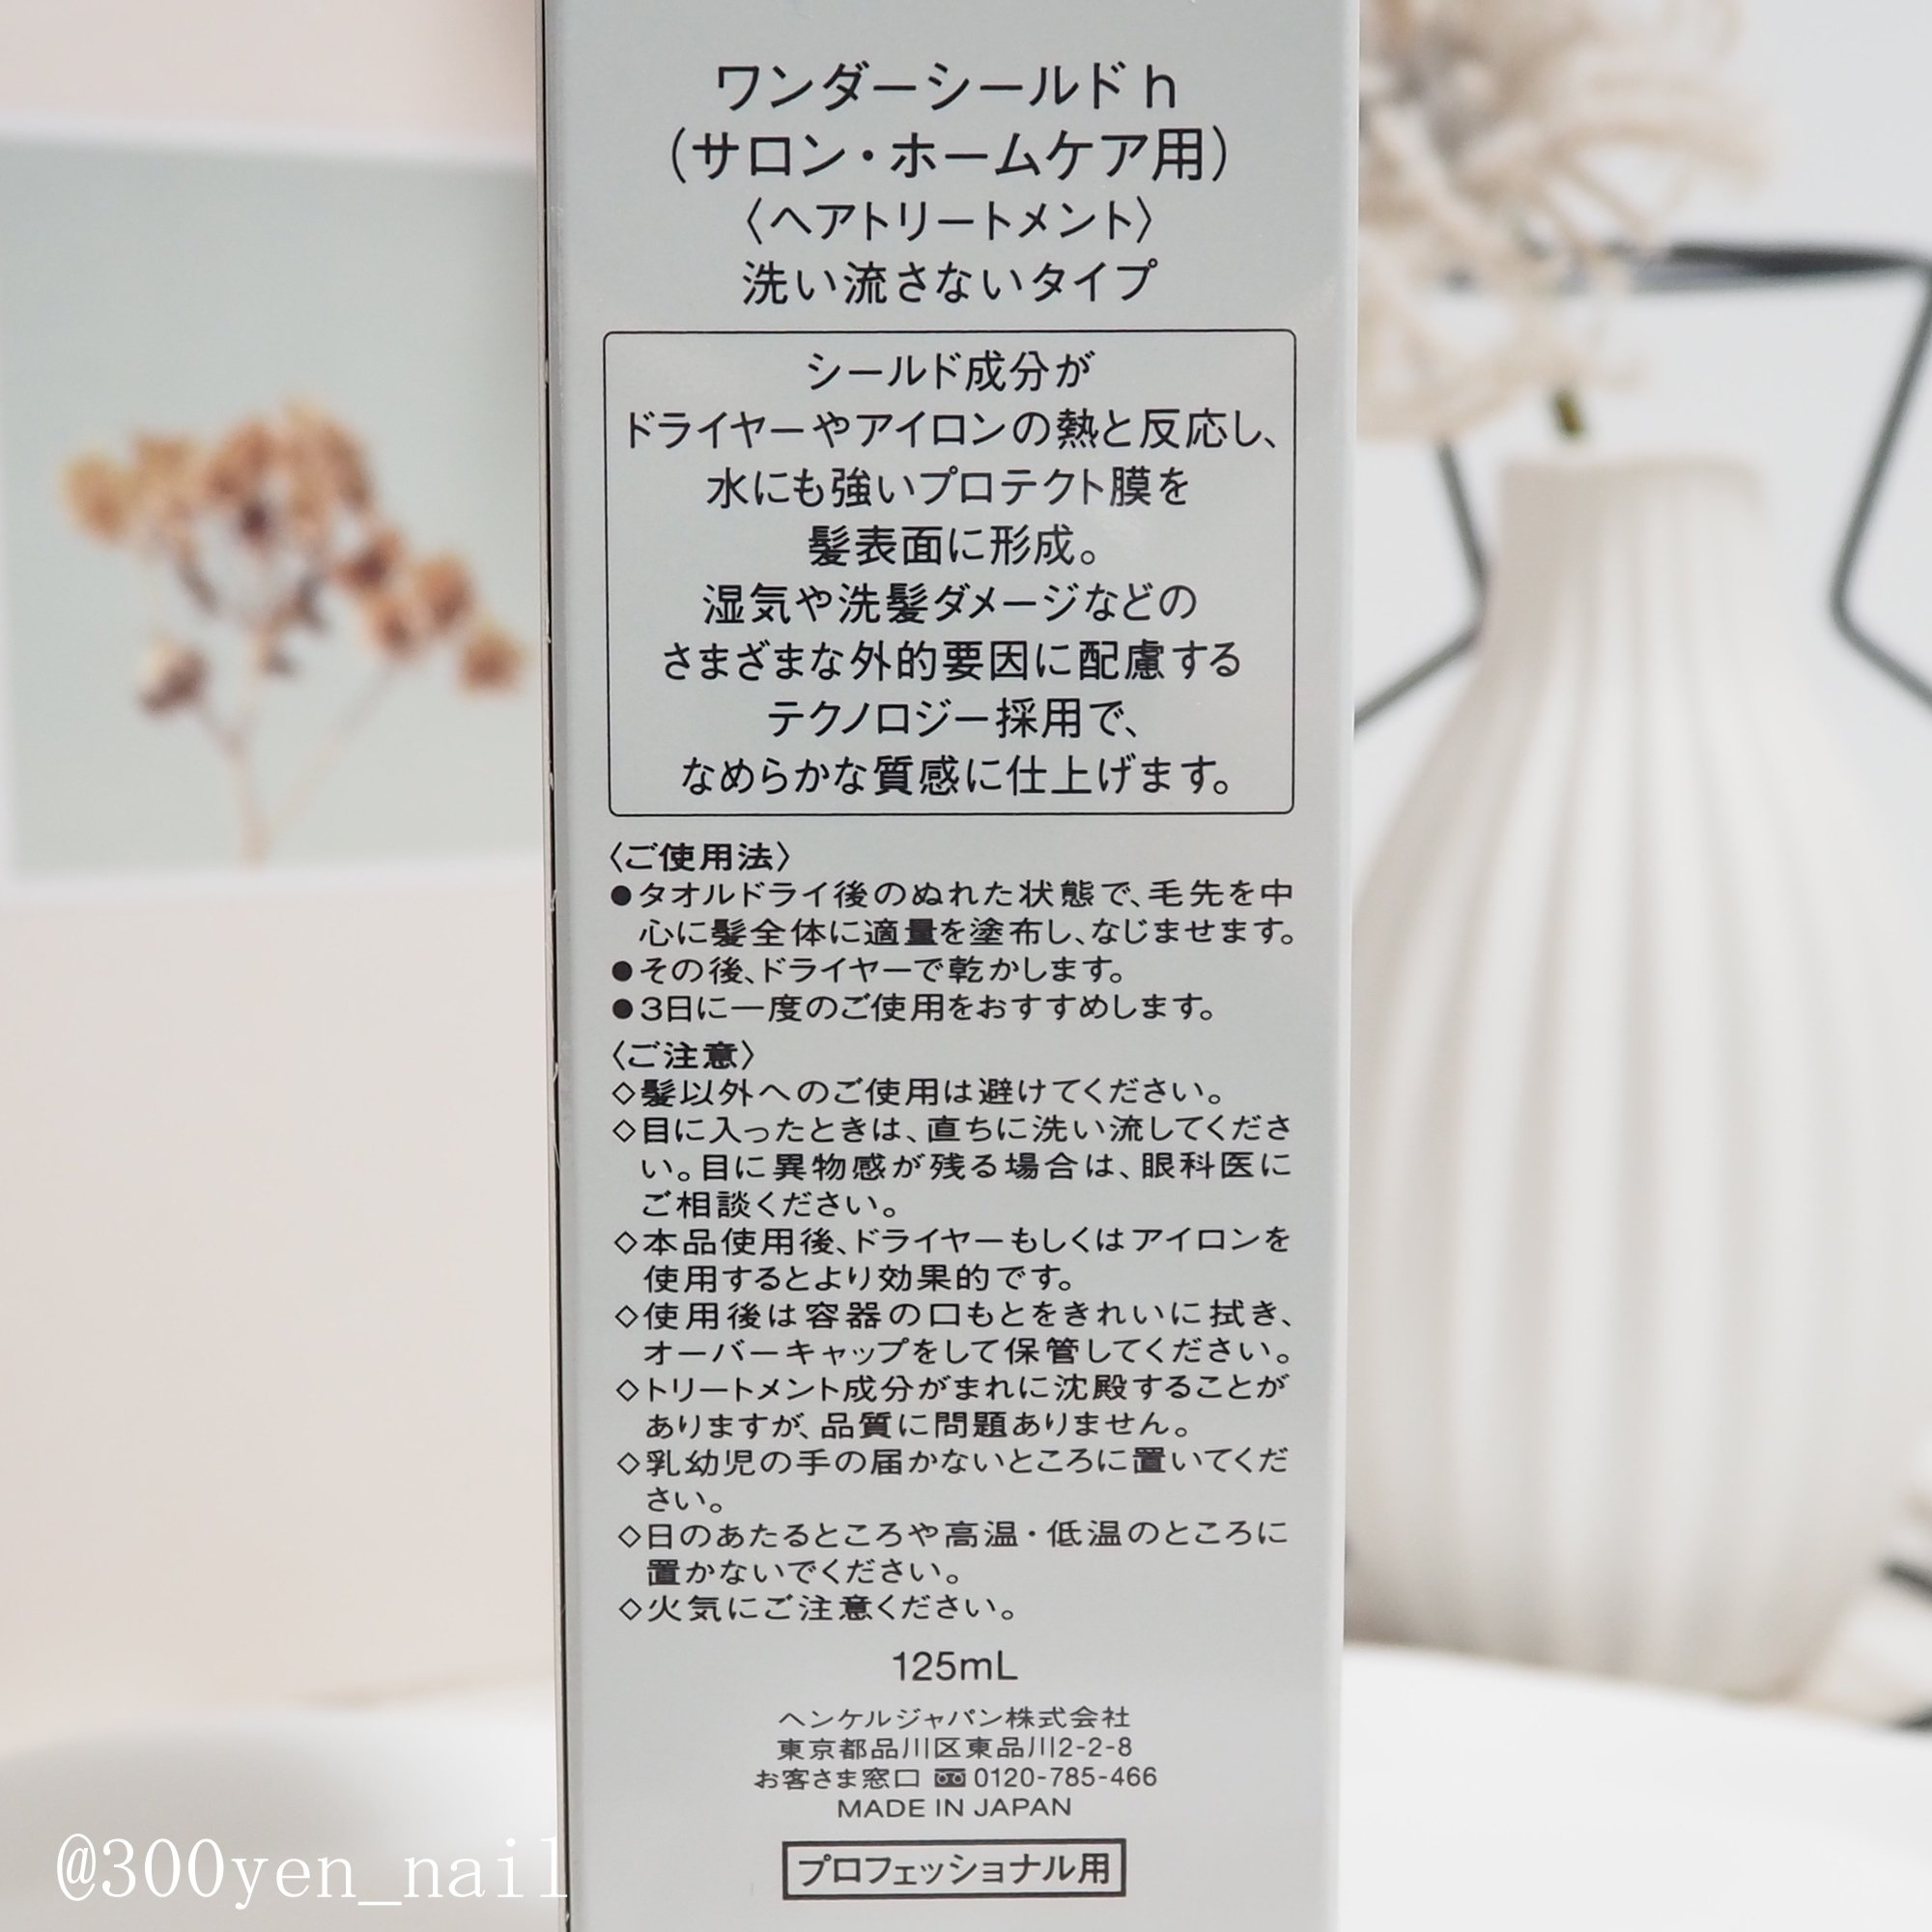 ワンダーシールド h
（サロン・ホームケア用）
〈ヘアトリートメント〉
洗い流さないタイプ
シールド成分が
ドライヤーやアイロンの熱と反応し、
水にも強いプロテクト膜を
髪表面に形成。
湿気や洗髪ダメージなどの
さまざまな外的要因に配慮する
テクノロジー採用で、
なめらかな質感に仕上げます。
〈ご使用法〉
●タオルドライ後のぬれた状態で、毛先を中
心に髪全体に適量を塗布し、なじませます。
●その後、ドライヤーで乾かします。
●3日に一度のご使用をおすすめします。
〈ご注意〉
◇髪以外へのご使用は避けてください。
◇目に入ったときは、直ちに洗い流してくださ
い。目に異物感が残る場合は、眼科医に
ご相談ください。
◇本品使用後、ドライヤーもしくはアイロンを
使用するとより効果的です。
◇使用後は容器の口もとをきれいに拭き、
オーバーキャップをして保管してください。
◇トリートメント成分がまれに沈殿することが
ありますが、品質に問題ありません。
◇乳幼児の手の届かないところに置いてくだ
さい。
◇日のあたるところや高温・低温のところに
置かないでください。
◇火気にご注意ください。
125mL
ヘンケルジャパン株式会社
東京都品川区東品川2-2-8
お客さま窓口 0120-785-466
MADE IN JAPAN
プロフェッショナル用
@300yen_nail